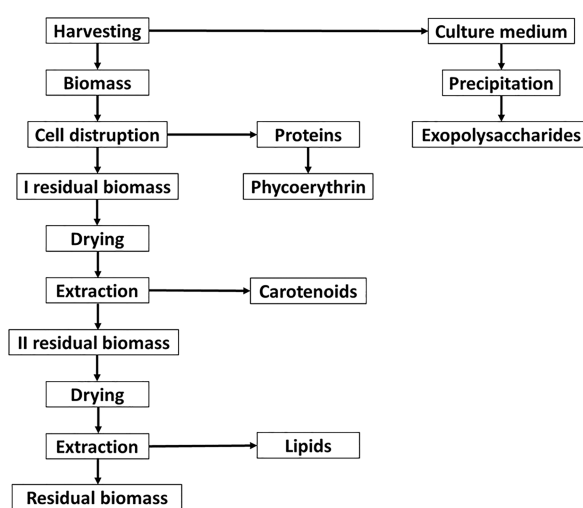 Harvesting
Culture medium
Biomass
Precipitation
Cell distruption
Proteins
Exopolysaccharides
I residual biomass
Phycoerythrin
Drying
Extraction
Carotenoids
II residual biomass
Drying
Extraction
Lipids
Residual biomass